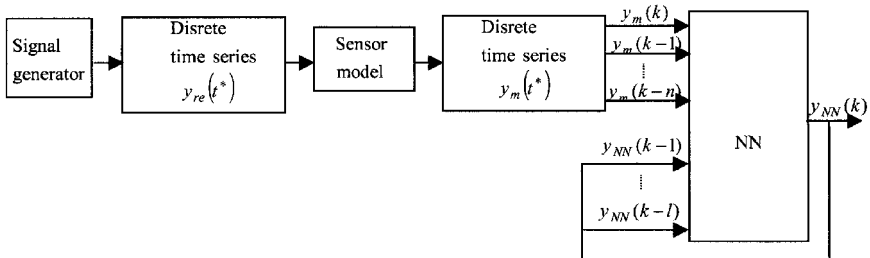 Signal
generator
Disrete
time series
y_re(t*)
Sensor
model
Disrete
time series
y_m(t*)
y_m(k)
y_m(k-1)
y_m(k-n)
y_NN(k-1)
y_NN(k-l)
NN
y_NN(k)